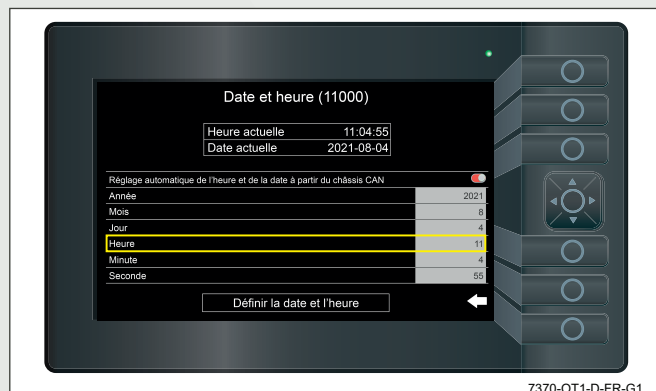 Date et heure (11000)
Heure actuelle 11:04:55
Date actuelle 2021-08-04
Réglage automatique de l'heure et de la date à partir du châssis CAN
Année 2021
Mois 8
Jour 4
Heure 11
Minute 4
Seconde 55
Définir la date et l'heure
7370-OT1-D-FR-G1